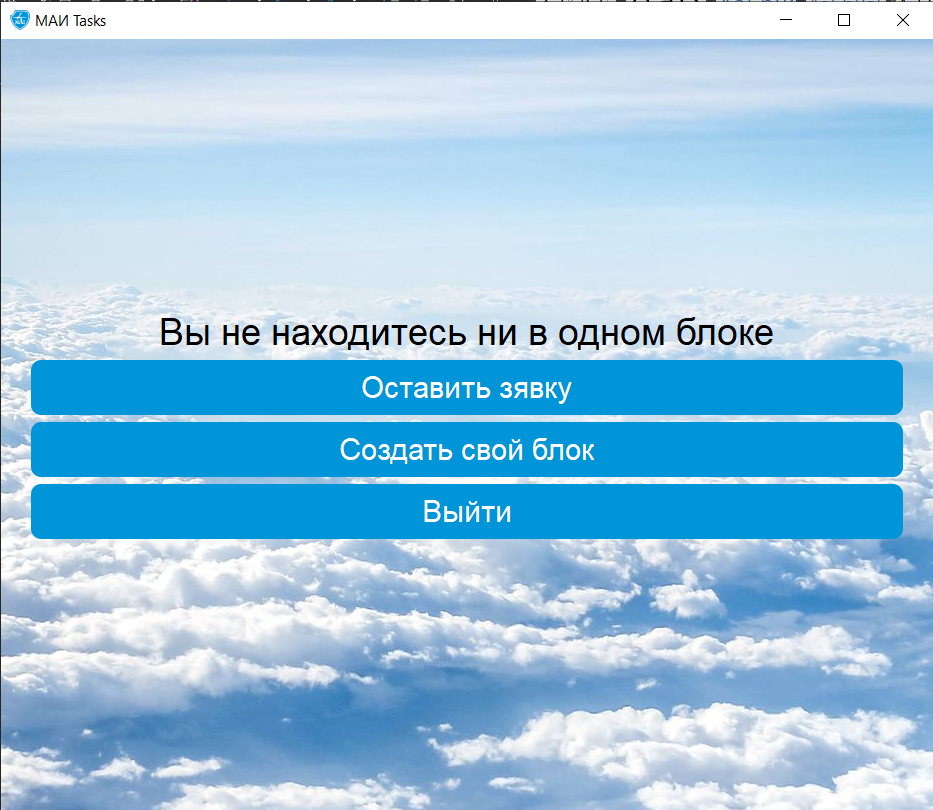 МАИ Tasks
Вы не находитесь ни в одном блоке
Оставить зявку
Создать свой блок
Выйти